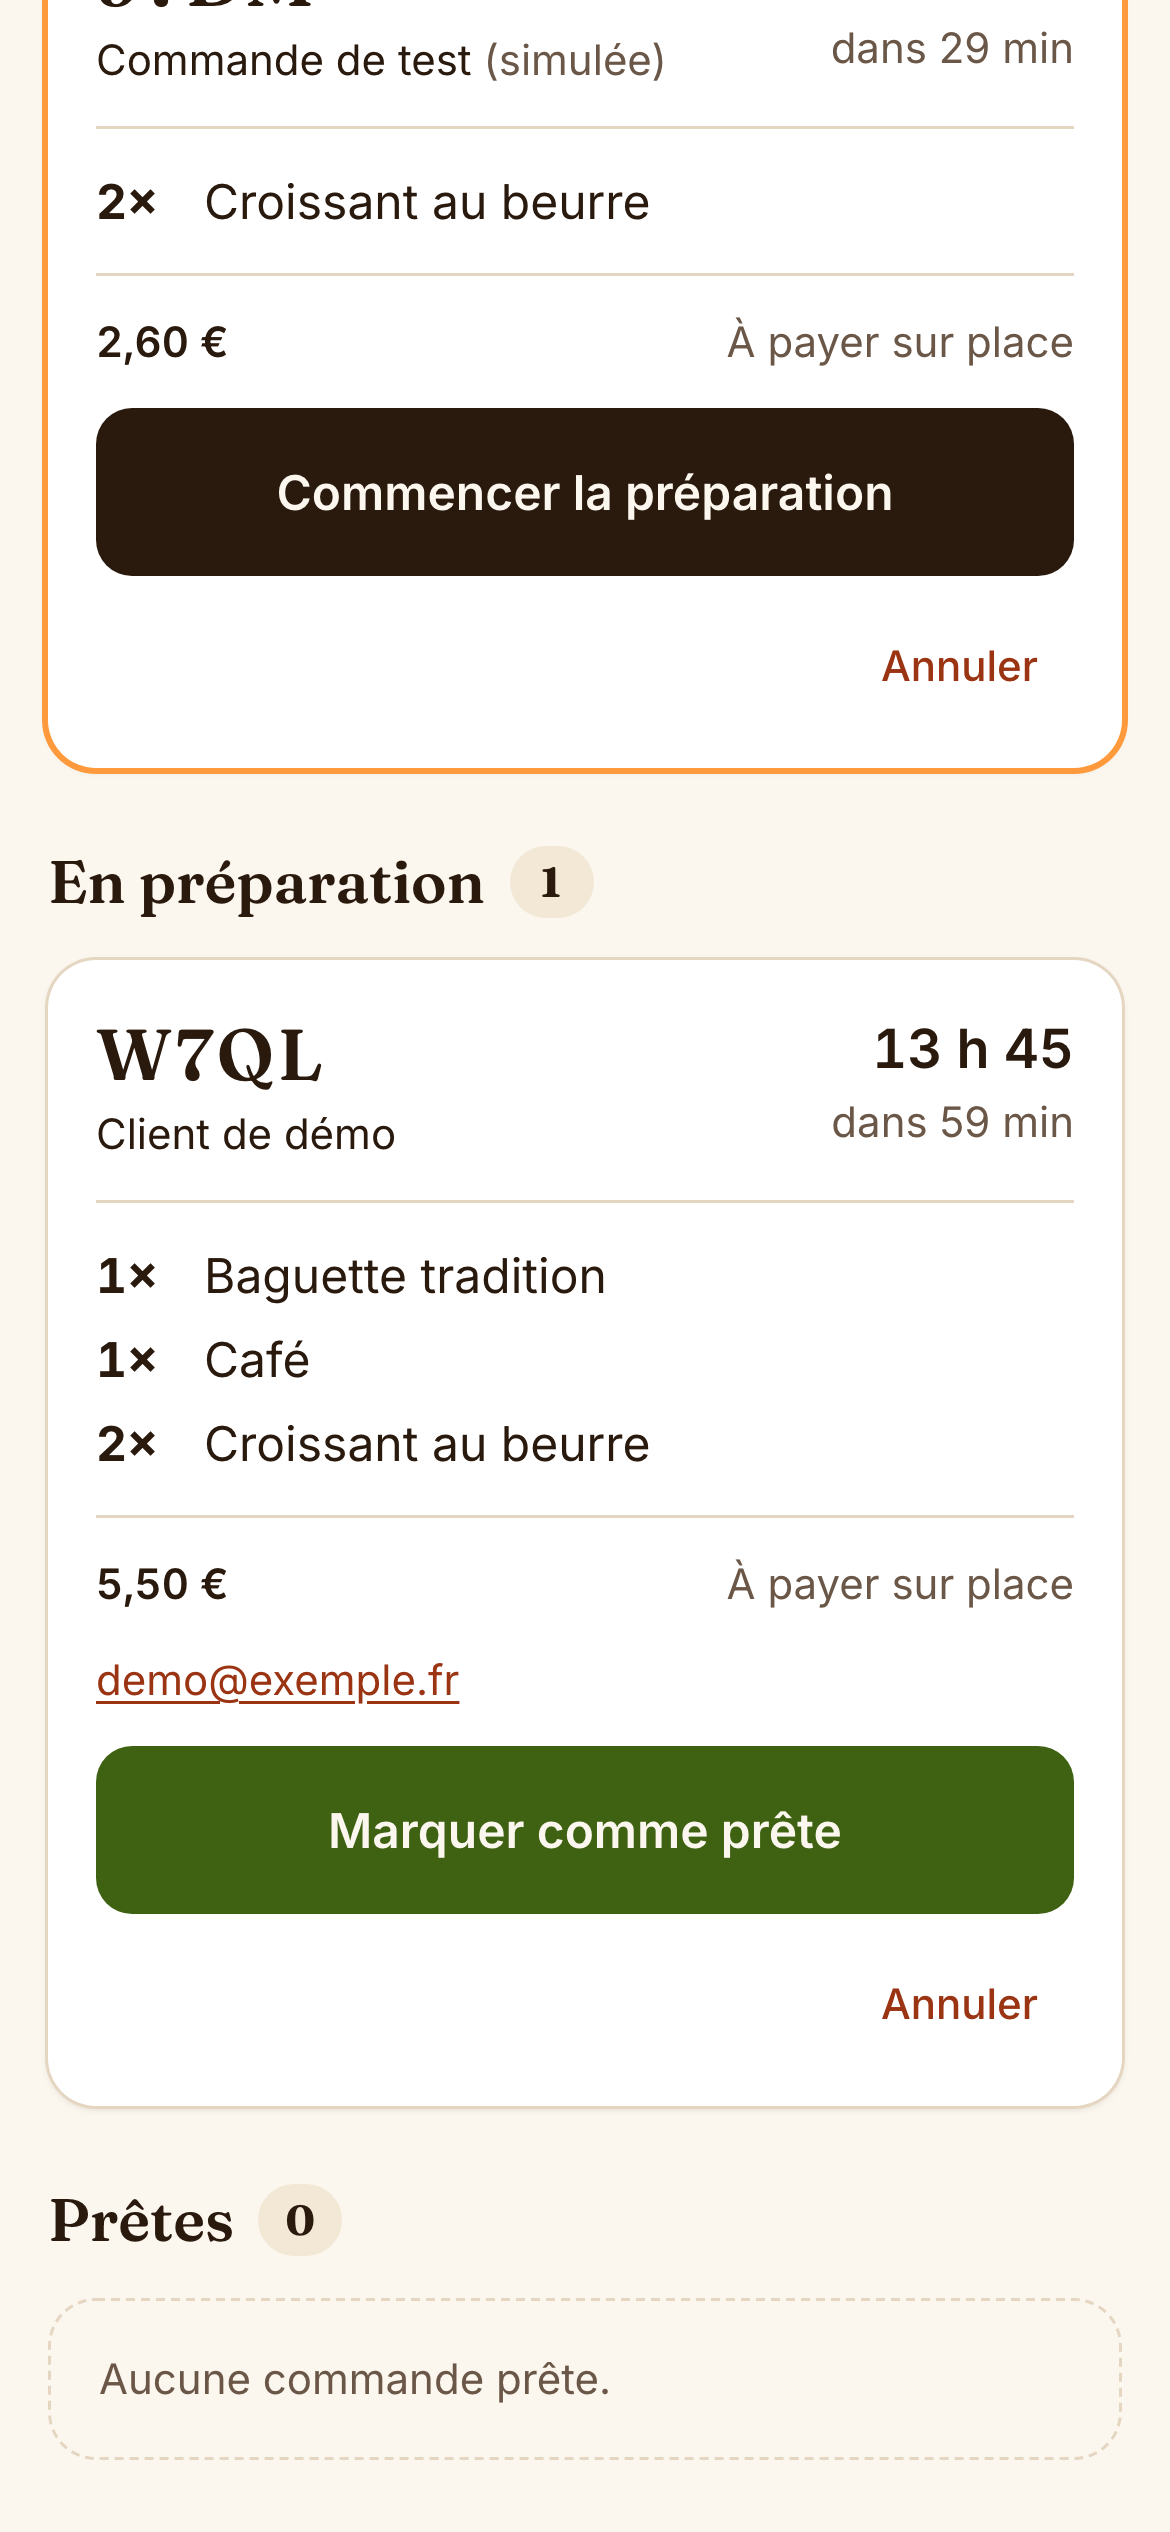 Commande de test (simulée)
dans 29 min
2× Croissant au beurre
2,60 € À payer sur place
Commencer la préparation
Annuler
En préparation 1
W7QL 13 h 45
Client de démo dans 59 min
1× Baguette tradition
1× Café
2× Croissant au beurre
5,50 € À payer sur place
demo@exemple.fr
Marquer comme prête
Annuler
Prêtes 0
Aucune commande prête.